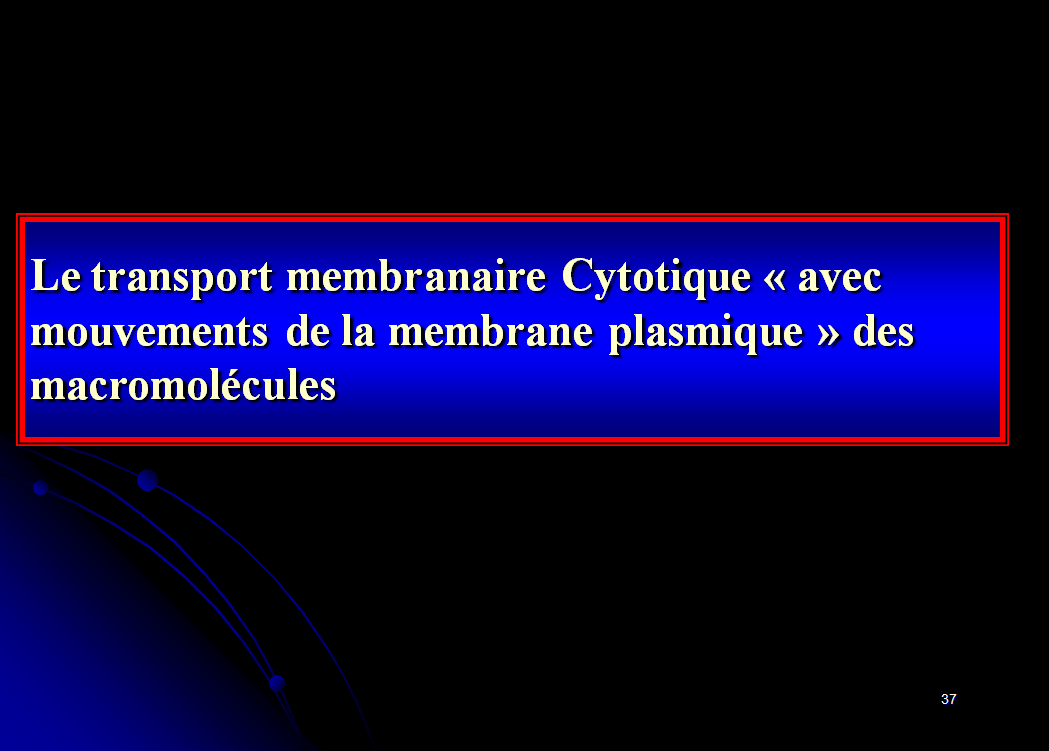 Le transport membranaire Cytotique « avec
mouvements de la membrane plasmique » des
macromolécules
37